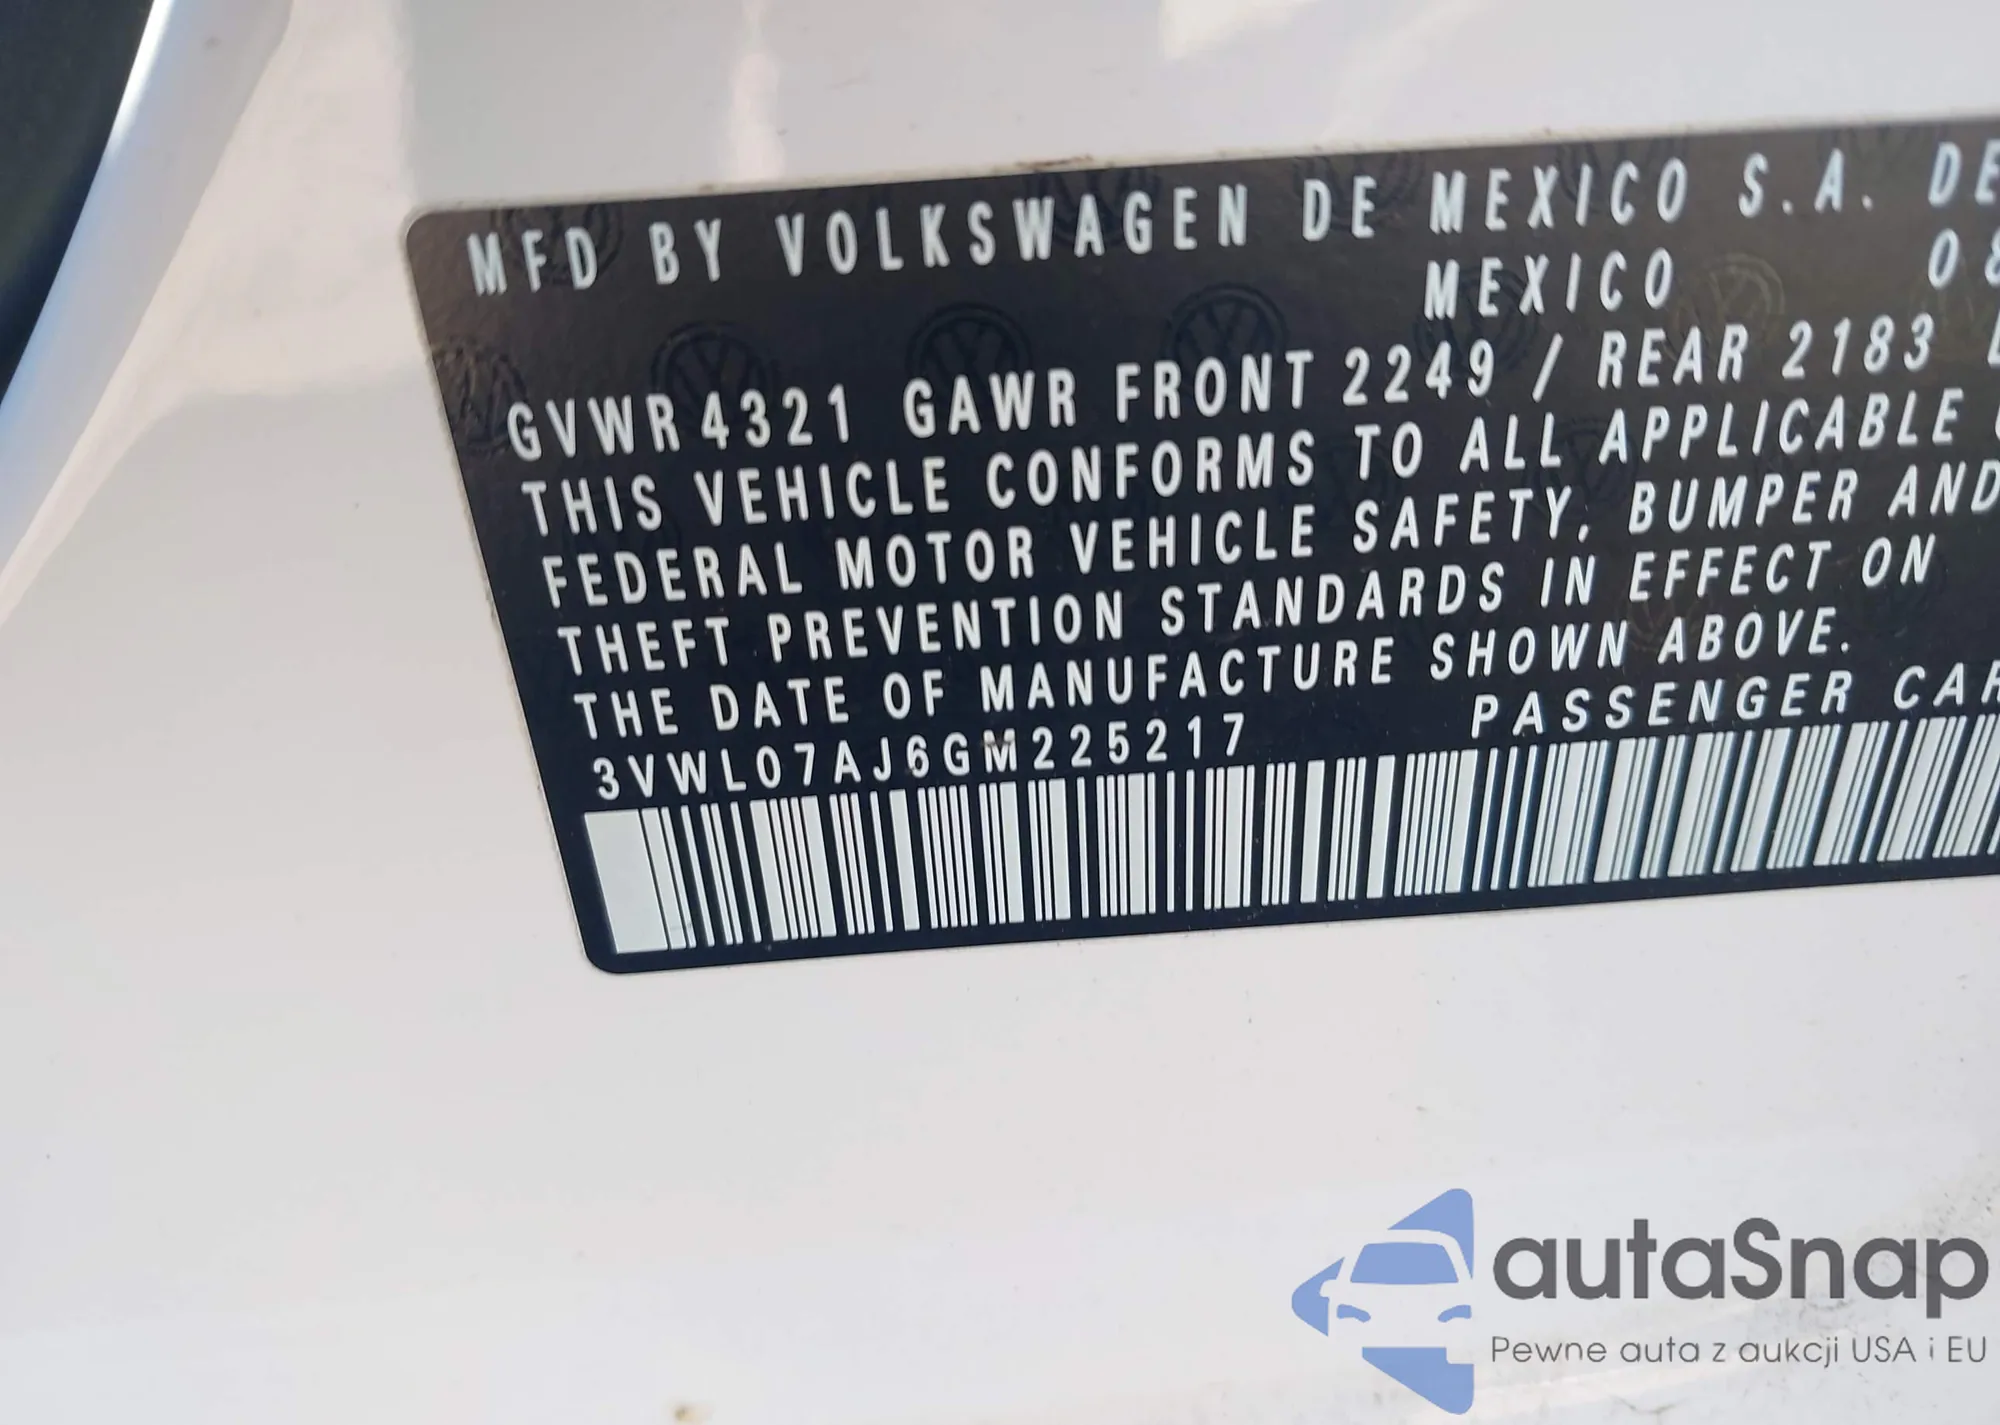 MFD BY VOLKSWAGEN DE MEXICO S.A. DE
MEXICO 08
GVWR 4321 GAWR FRONT 2249 / REAR 2183
THIS VEHICLE CONFORMS TO ALL APPLICABLE
FEDERAL MOTOR VEHICLE SAFETY, BUMPER AND
THEFT PREVENTION STANDARDS IN EFFECT ON
THE DATE OF MANUFACTURE SHOWN ABOVE.
3VWL07AJ6GM225217 PASSENGER CAR
autaSnap
Pewne auta z aukcji USA i EU